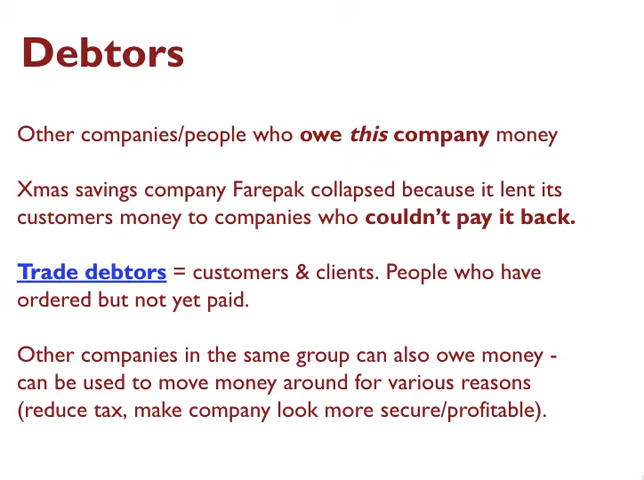 Debtors
Other companies/people who owe this company money
Xmas savings company Farepak collapsed because it lent its
customers money to companies who couldn't pay it back.
Trade debtors = customers & clients. People who have
ordered but not yet paid.
Other companies in the same group can also owe money -
can be used to move money around for various reasons
(reduce tax, make company look more secure/profitable).